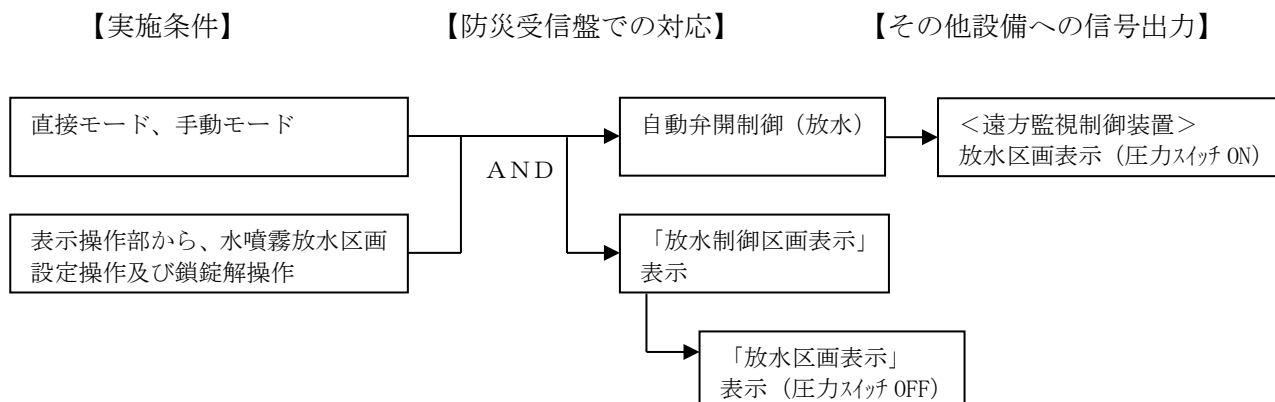 【実施条件】
【防災受信盤での対応】
【その他設備への信号出力】
直接モード、手動モード
自動弁開制御（放水）
＜遠方監視制御装置＞
放水区画表示（圧力ｽｲｯﾁ ON）
ＡＮＤ
表示操作部から、水噴霧放水区画
設定操作及び鎖錠解操作
「放水制御区画表示」
表示
「放水区画表示」
表示（圧力ｽｲｯﾁ OFF）